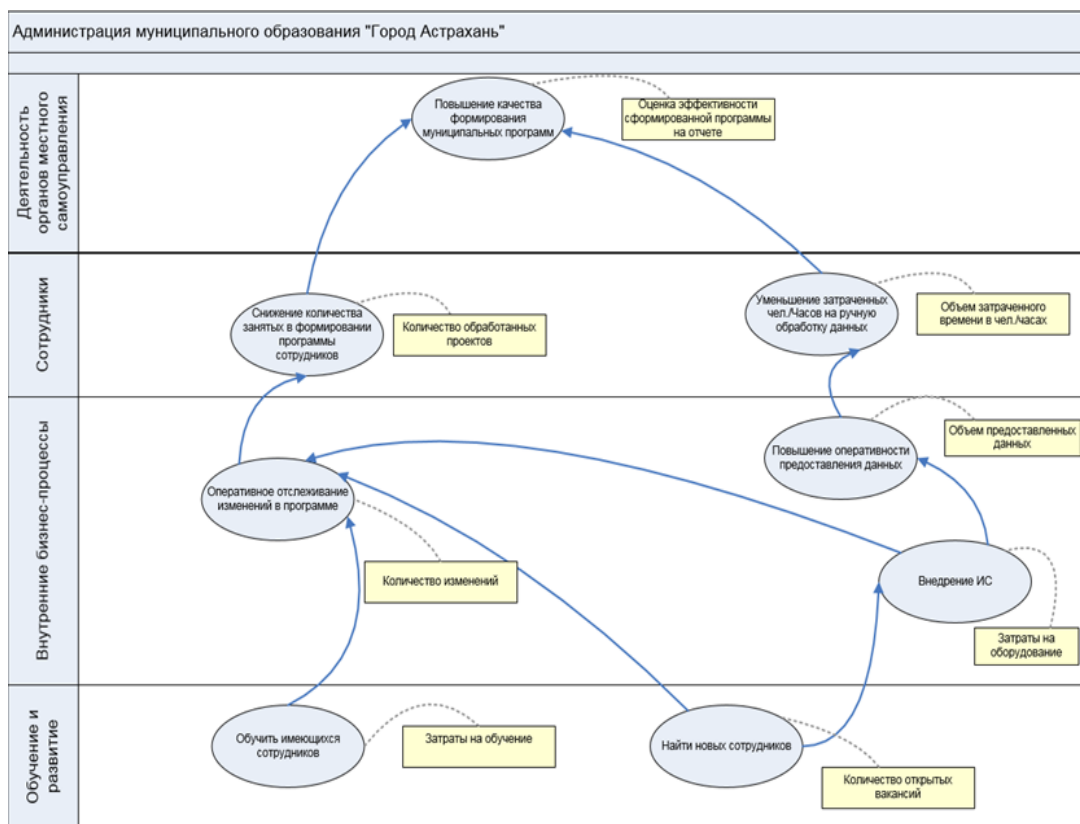 Администрация муниципального образования "Город Астрахань"
Деятельность
органов местного
самоуправления
Повышение качества
формирования
муниципальных программ
Оценка эффективности
сформированной программы
на отчете
Сотрудники
Снижение количества
занятых в формировании
программы
сотрудников
Количество обработанных
проектов
Уменьшение затраченных
чел./Часов на ручную
обработку данных
Объем затраченного
времени в чел./часах
Внутренние бизнес-процессы
Оперативное отслеживание
изменений в программе
Количество изменений
Повышение оперативности
предоставления данных
Объем предоставленных
данных
Внедрение ИС
Затраты на
оборудование
Обучение и
развитие
Обучить имеющихся
сотрудников
Затраты на обучение
Найти новых сотрудников
Количество открытых
вакансий